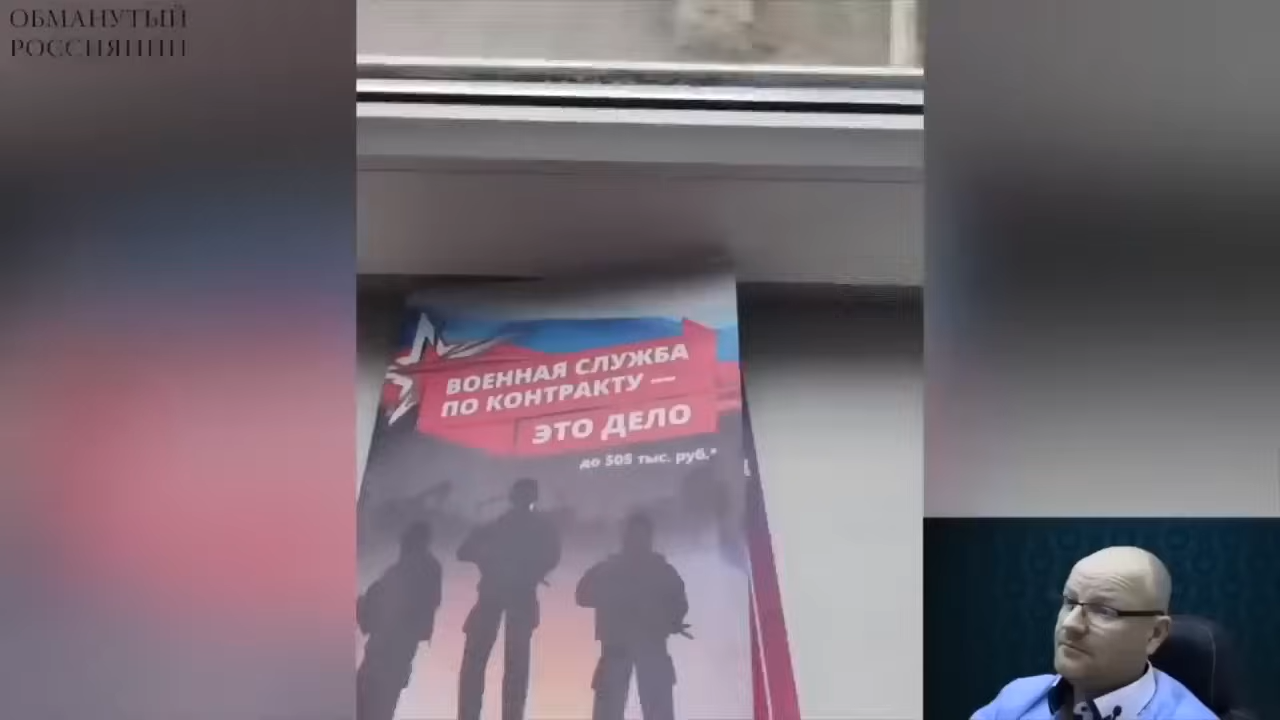 ОБМАНУТЫЙ
РОССИЯНИН
ВОЕННАЯ СЛУЖБА
ПО КОНТРАКТУ —
ЭТО ДЕЛО
до 505 тыс. руб.*